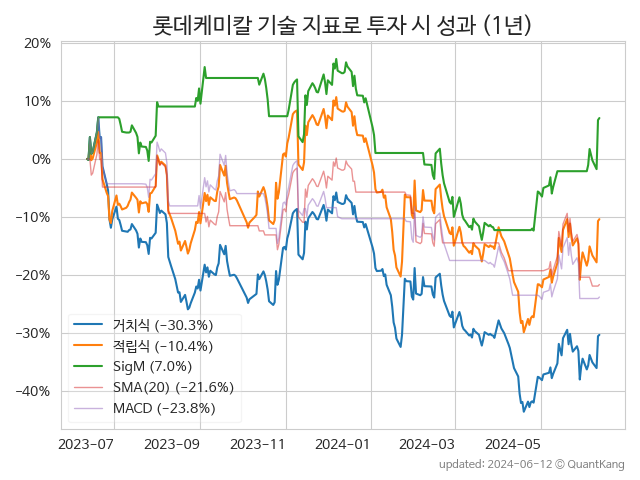 롯데케미칼 기술 지표로 투자 시 성과 (1년)
20%
10%
0%
−10%
−20%
−30%
−40%
거치식 (−30.3%)
적립식 (−10.4%)
SigM (7.0%)
SMA(20) (−21.6%)
MACD (−23.8%)
2023-07
2023-09
2023-11
2024-01
2024-03
2024-05
updated: 2024-06-12 © QuantKang